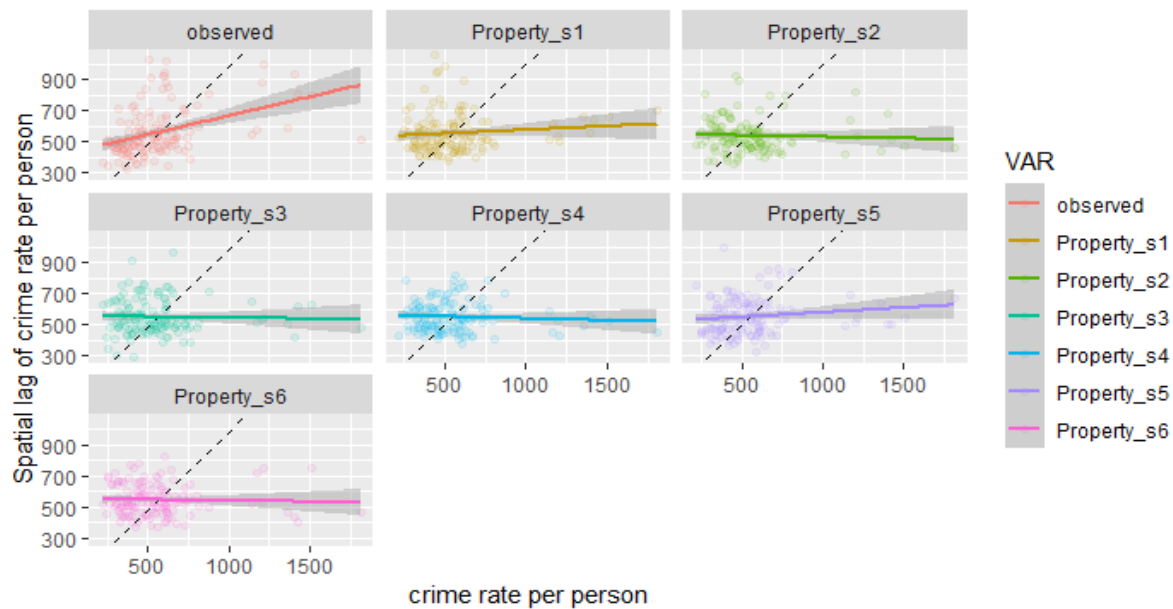 observed
Property_s1
Property_s2
900
700
500
300
Property_s3
Property_s4
Property_s5
900
700
500
300
500
1000
1500
500
1000
1500
Property_s6
900
700
500
300
500
1000
1500
Spatial lag of crime rate per person
crime rate per person
VAR
observed
Property_s1
Property_s2
Property_s3
Property_s4
Property_s5
Property_s6